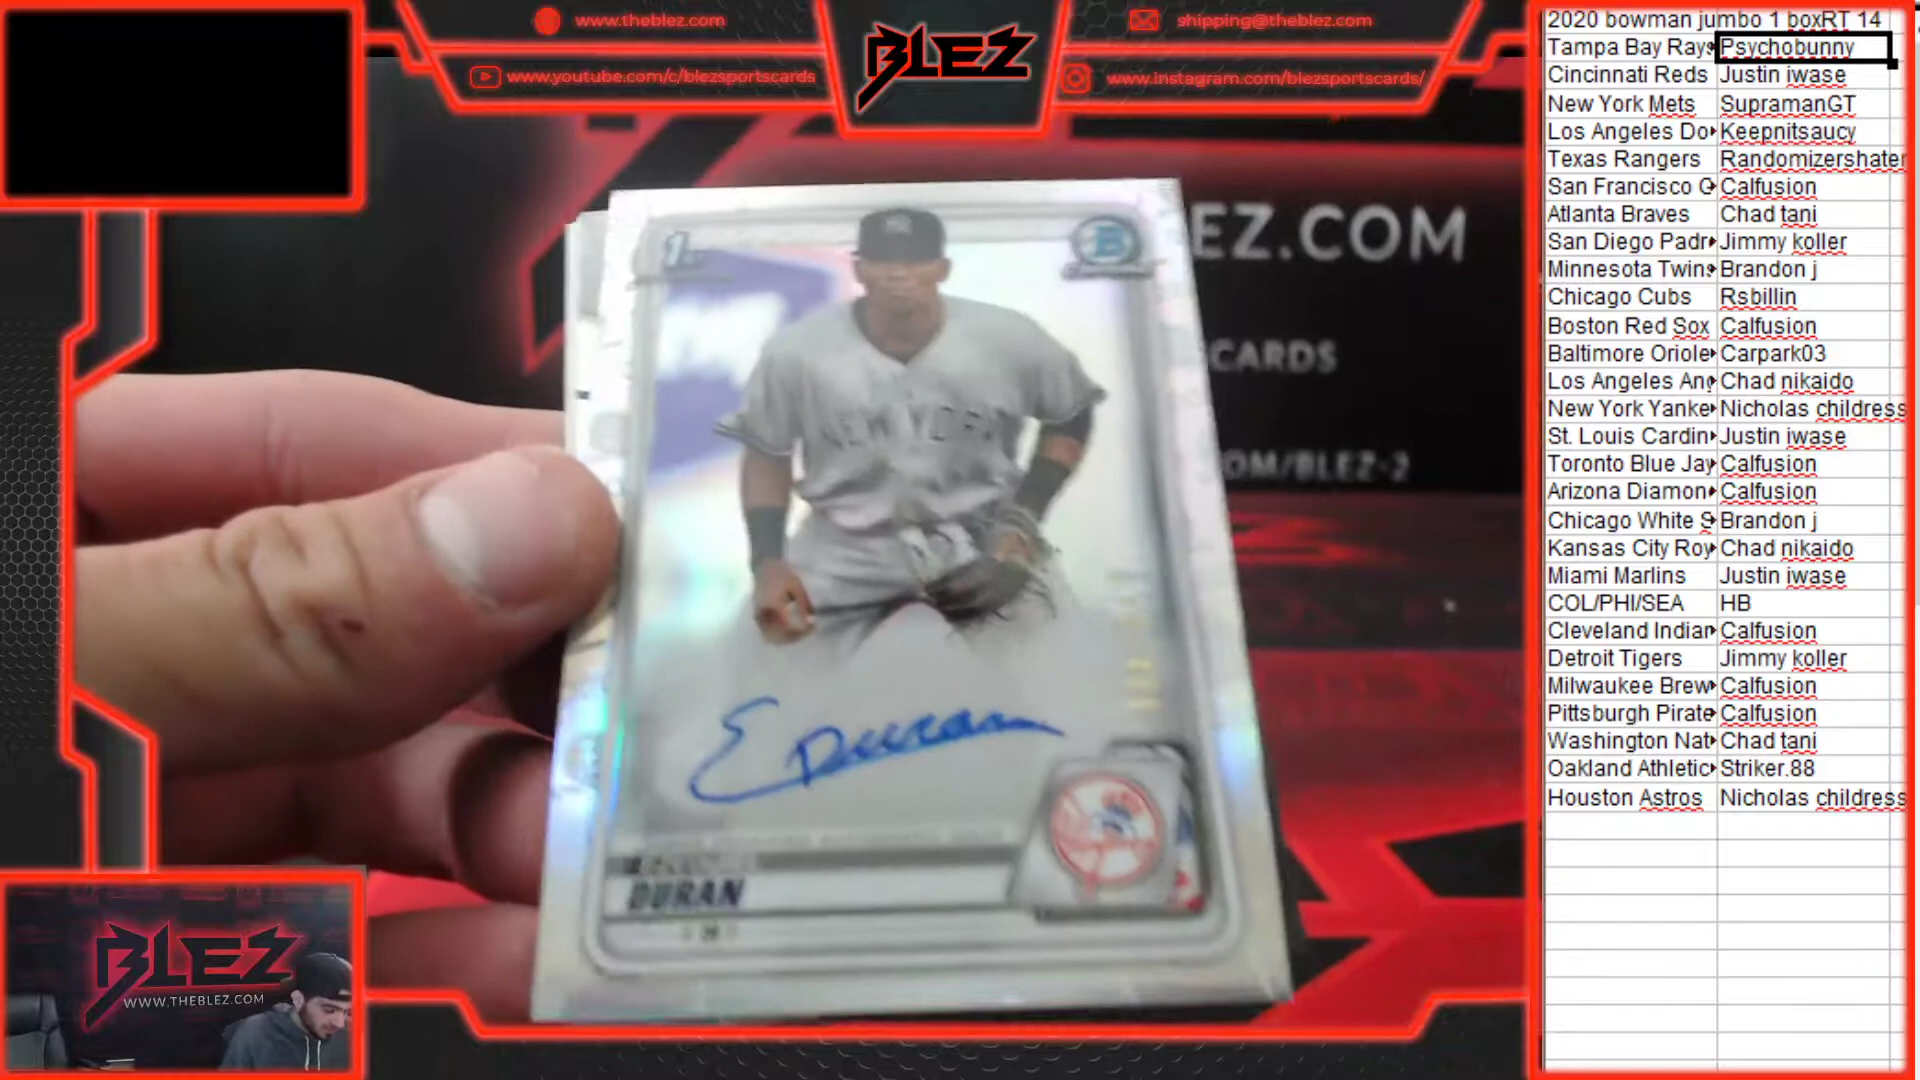 www.theblez.com
shipping@theblez.com
www.youtube.com/c/blezsportscards
www.instagram.com/blezsportscards/
BLEZ
EZ.COM
CARDS
OM/BLEZ-2
1
B
NEW YORK
E Duran
DURAN
BLEZ
WWW.THEBLEZ.COM
2020 bowman jumbo 1 boxRT 14
Tampa Bay Rays Psychobunny
Cincinnati Reds Justin iwase
New York Mets SupramanGT
Los Angeles Do Keepnitsaucy
Texas Rangers Randomizershater
San Francisco G Calfusion
Atlanta Braves Chad tani
San Diego Padr Jimmy koller
Minnesota Twins Brandon j
Chicago Cubs Rsbillin
Boston Red Sox Calfusion
Baltimore Oriole Carpark03
Los Angeles Ang Chad nikaido
New York Yanke Nicholas childress
St. Louis Cardin Justin iwase
Toronto Blue Jay Calfusion
Arizona Diamon Calfusion
Chicago White S Brandon j
Kansas City Roy Chad nikaido
Miami Marlins Justin iwase
COL/PHI/SEA HB
Cleveland Indian Calfusion
Detroit Tigers Jimmy koller
Milwaukee Brew Calfusion
Pittsburgh Pirate Calfusion
Washington Nat Chad tani
Oakland Athletic Striker.88
Houston Astros Nicholas childress